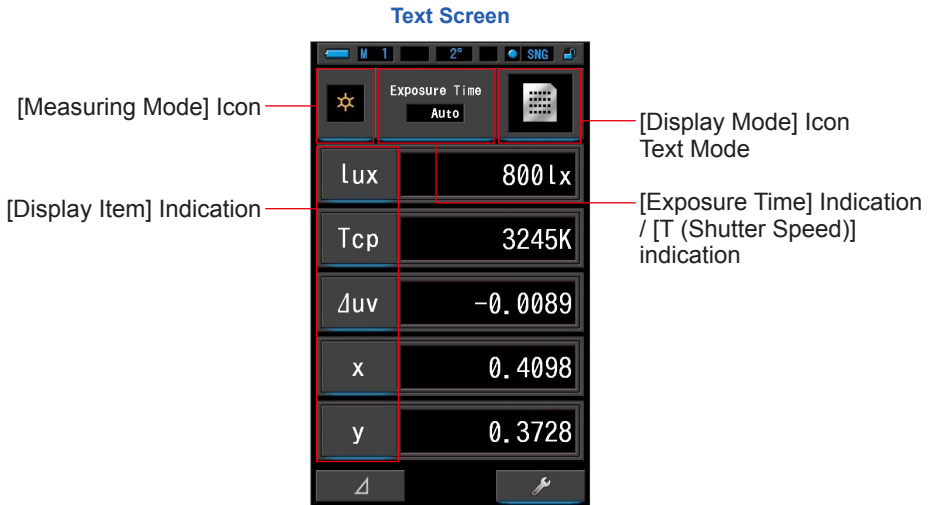 Text Screen
M 1 2° SNG
[Measuring Mode] Icon
Exposure Time
Auto
[Display Mode] Icon
Text Mode
[Display Item] Indication
[Exposure Time] Indication
/ [T (Shutter Speed)]
indication
lux 800lx
Tcp 3245K
⊿uv -0.0089
x 0.4098
y 0.3728
⊿